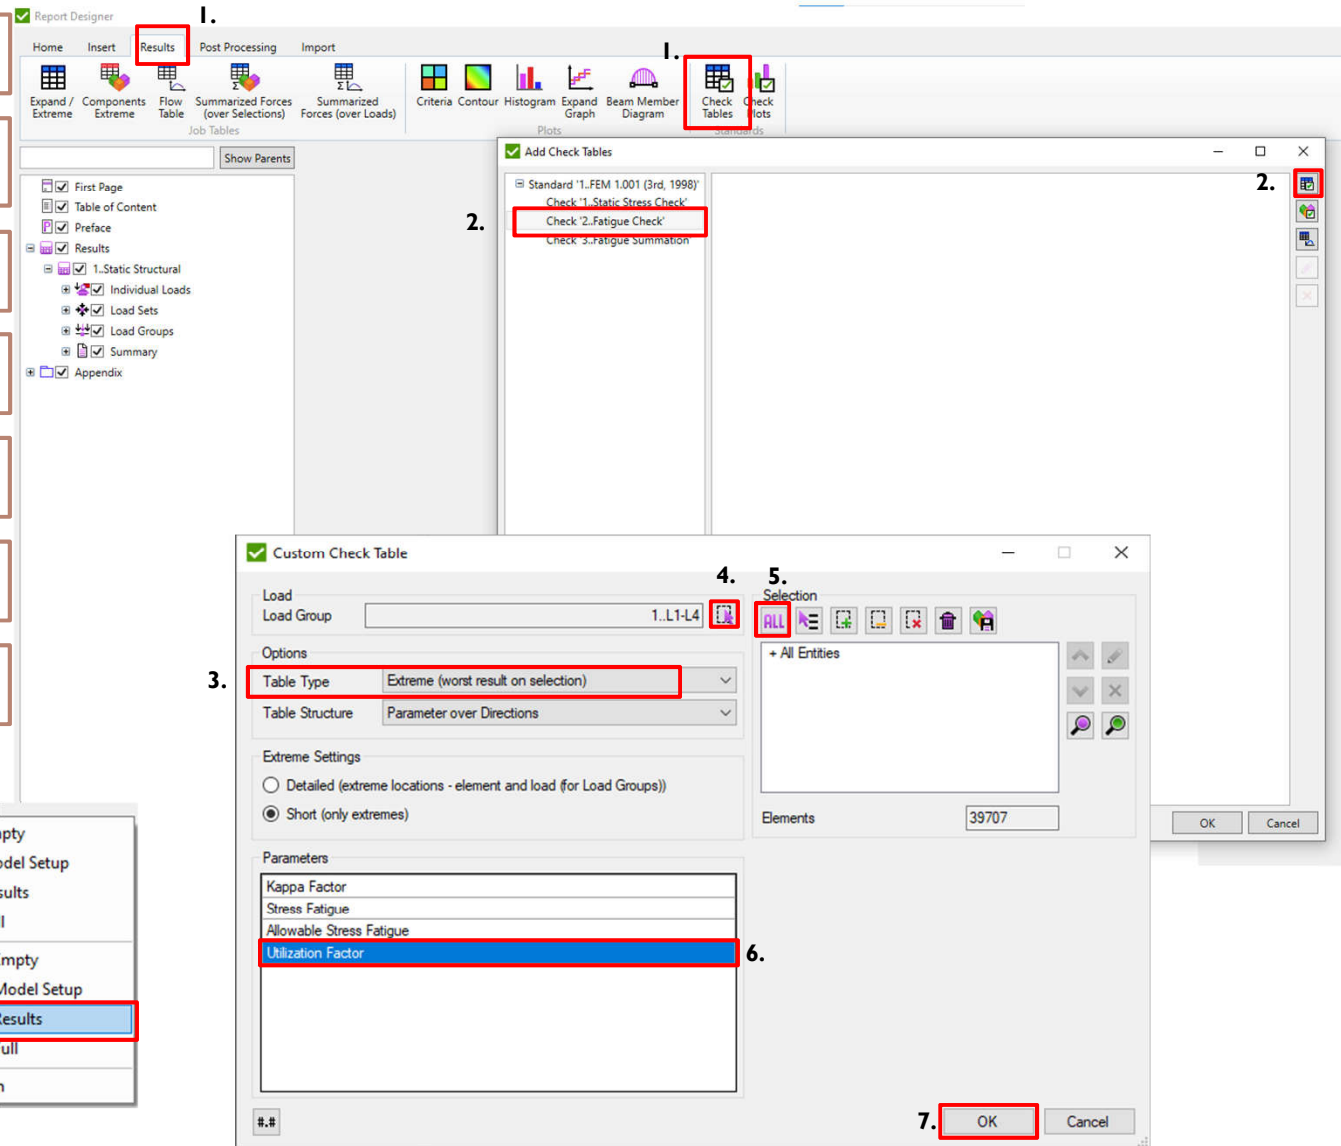 Report Designer
1.
Home Insert Results Post Processing Import
1.
Expand / Extreme
Components Extreme
Flow Table
Summarized Forces (over Selections)
Summarized Forces (over Loads)
Criteria
Contour
Histogram
Expand Graph
Beam Member Diagram
Check Tables
Check Plots
Job Tables
Plots
Standards
Show Parents
First Page
Table of Content
Preface
Results
1..Static Structural
Individual Loads
Load Sets
Load Groups
Summary
Appendix
Add Check Tables
2.
Standard '1..FEM 1.001 (3rd, 1998)'
Check '1..Static Stress Check'
2.
Check '2..Fatigue Check'
Check '3..Fatigue Summation'
OK Cancel
Custom Check Table
4. 5.
Load
Load Group 1..L1-L4
Options
3.
Table Type Extreme (worst result on selection)
Table Structure Parameter over Directions
Extreme Settings
Detailed (extreme locations - element and load (for Load Groups))
Short (only extremes)
Selection
ALL
+ All Entities
Elements 39707
Parameters
Kappa Factor
Stress Fatigue
Allowable Stress Fatigue
Utilization Factor
6.
#.#
7.
OK Cancel
Model Setup
Results